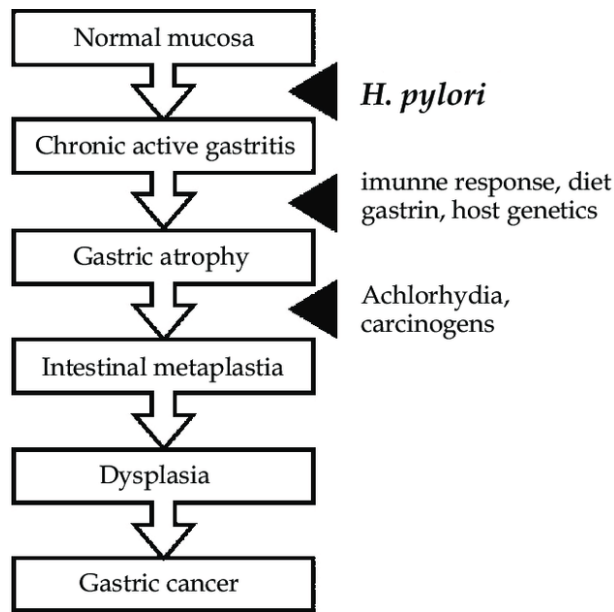 Normal mucosa
H. pylori
Chronic active gastritis
imunne response, diet
gastrin, host genetics
Gastric atrophy
Achlorhydia,
carcinogens
Intestinal metaplastia
Dysplasia
Gastric cancer